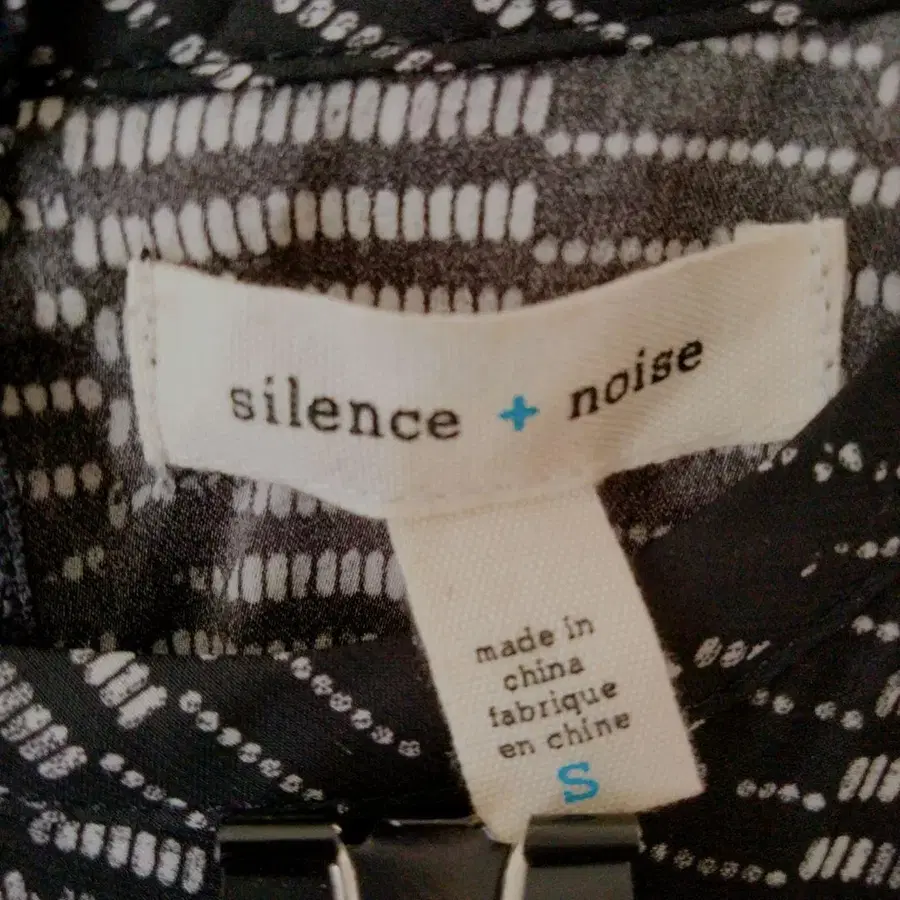 silence + noise
made in
china
fabrique
en chine
S